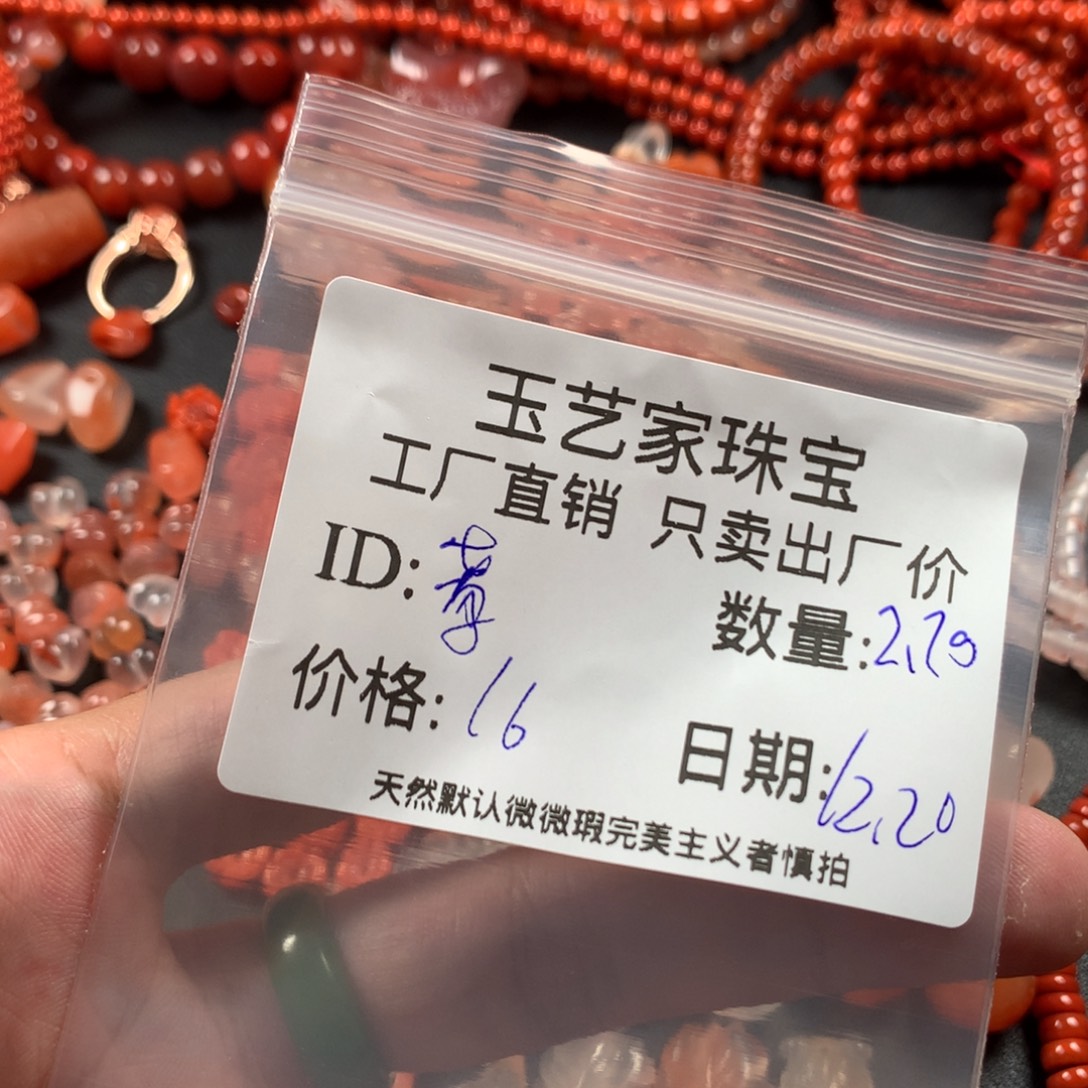 玉艺家珠宝
工厂直销 只卖出厂价
ID:
数量:2.7g
价格:16
日期:12.20
天然默认微微瑕完美主义者慎拍